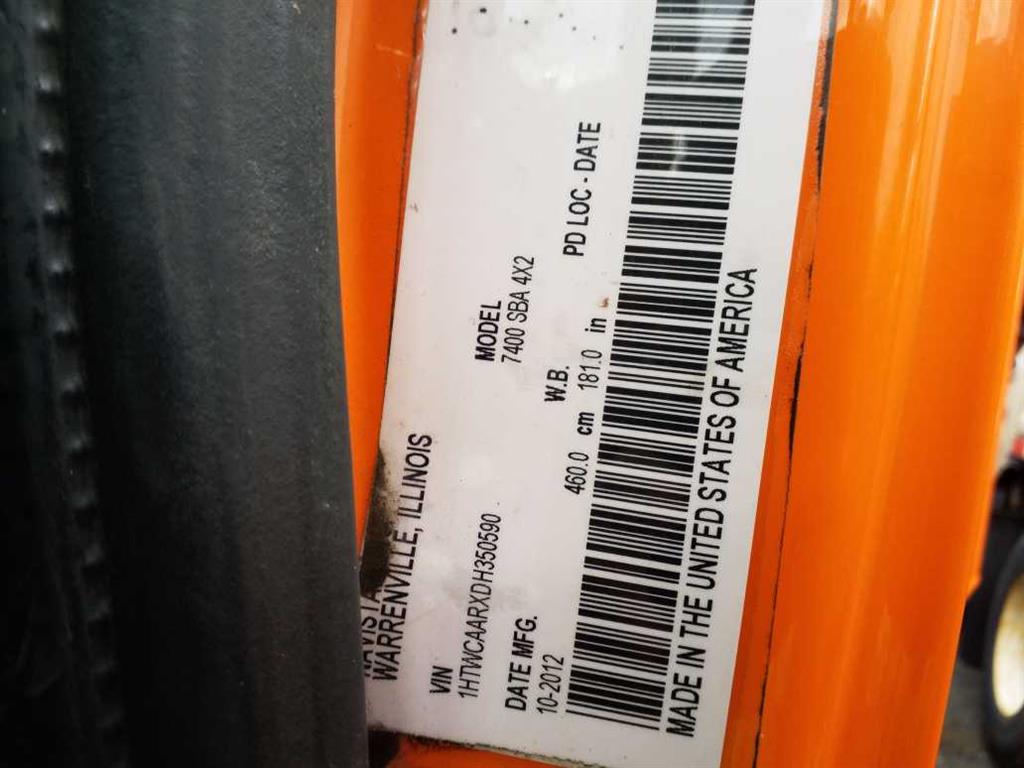 NAVISTA
WARRENVILLE, ILLINOIS
VIN
1HTWCAARXDH350590
MODEL
7400 SBA 4X2
DATE MFG.
10-2012
W.B.
460.0 cm 181.0 in
PD LOC - DATE
MADE IN THE UNITED STATES OF AMERICA